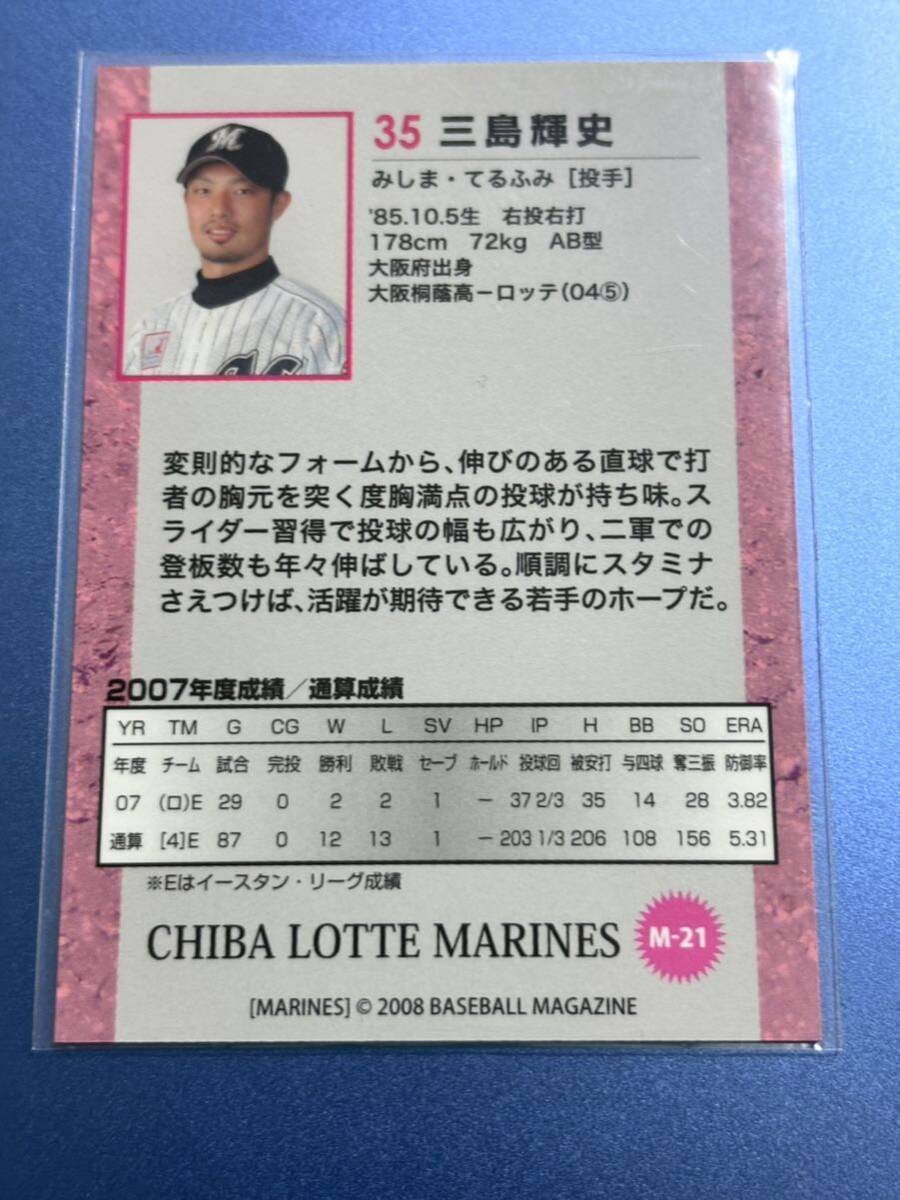 M
35 三島輝史
みしま・てるふみ［投手］
'85.10.5生　右投右打
178cm　72kg　AB型
大阪府出身
大阪桐蔭高－ロッテ（04⑤）
変則的なフォームから、伸びのある直球で打
者の胸元を突く度胸満点の投球が持ち味。ス
ライダー習得で投球の幅も広がり、二軍での
登板数も年々伸ばしている。順調にスタミナ
さえつけば、活躍が期待できる若手のホープだ。
2007年度成績／通算成績
YR TM G CG W L SV HP IP H BB SO ERA
年度 チーム 試合 完投 勝利 敗戦 セーブ ホールド 投球回 被安打 与四球 奪三振 防御率
07 (ロ)E 29 0 2 2 1 － 37 2/3 35 14 28 3.82
通算 [4]E 87 0 12 13 1 － 203 1/3 206 108 156 5.31
※Eはイースタン・リーグ成績
CHIBA LOTTE MARINES M-21
[MARINES] © 2008 BASEBALL MAGAZINE